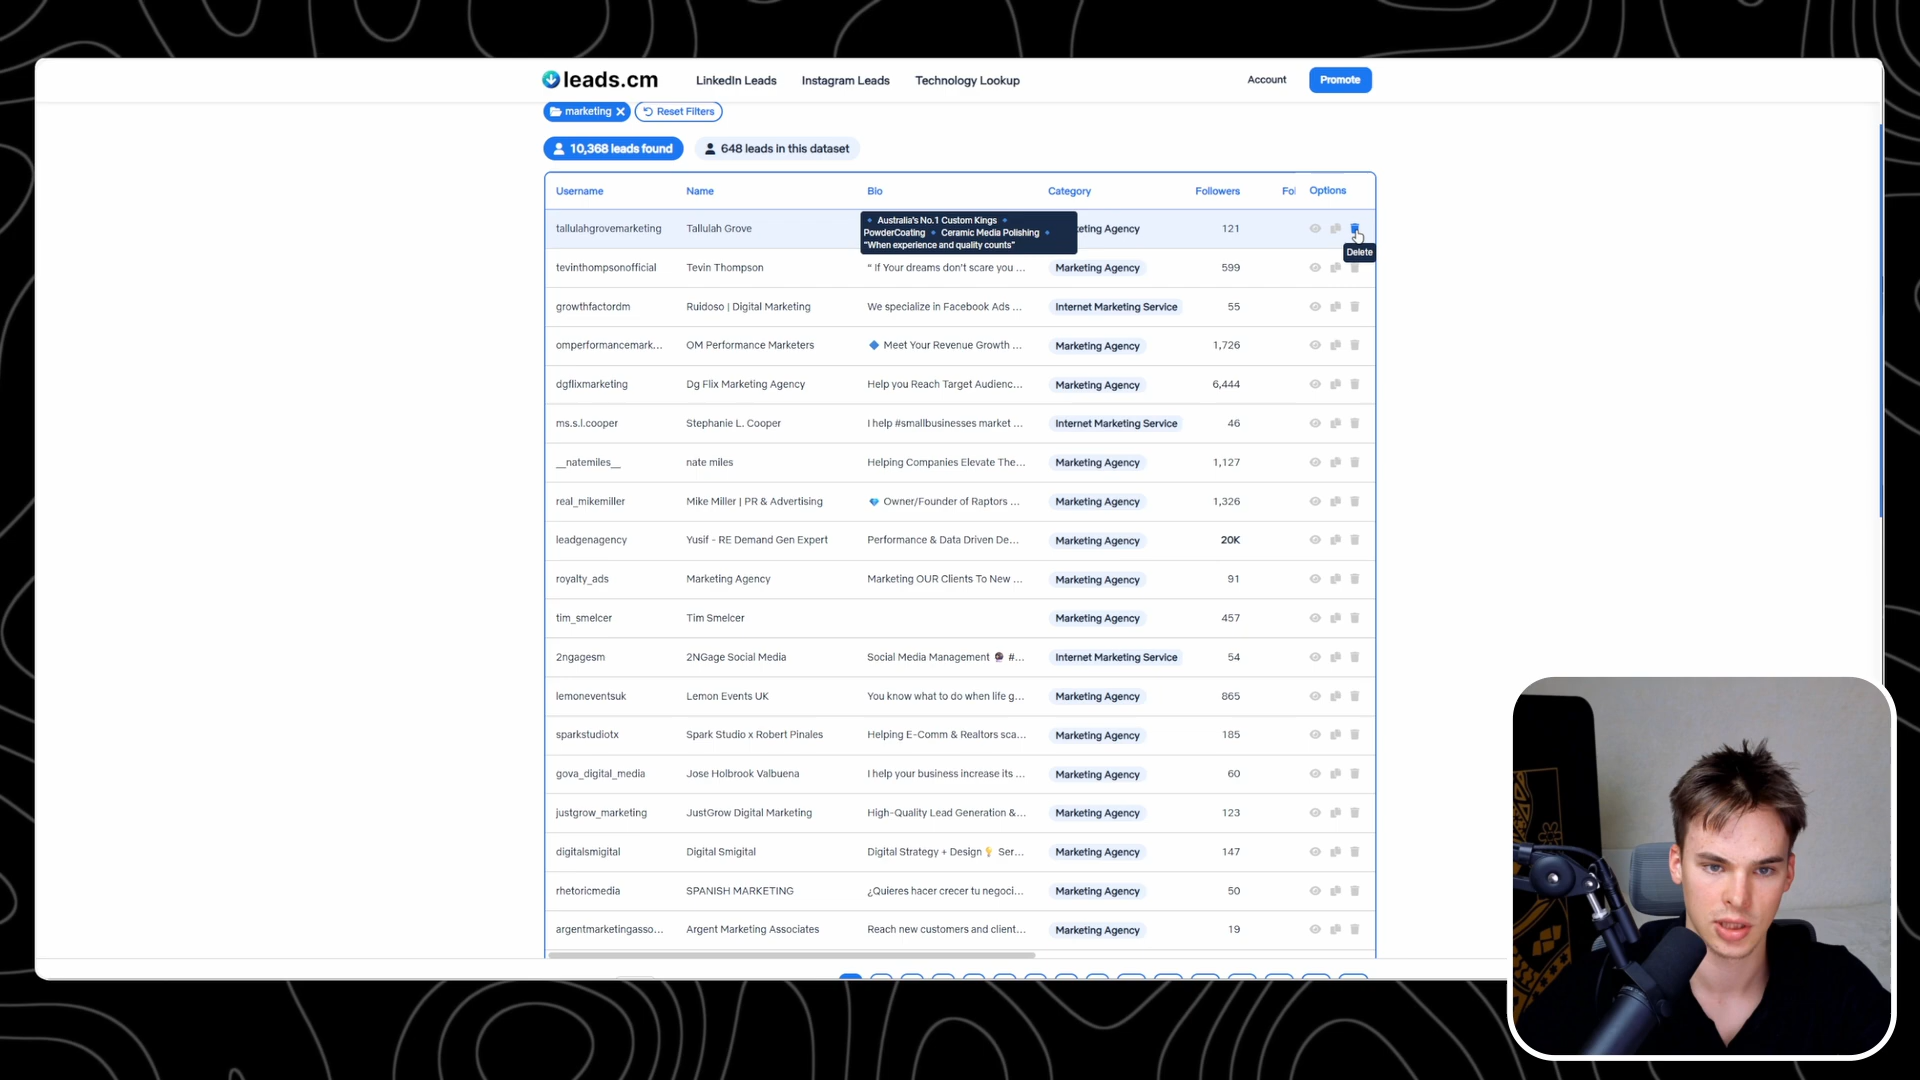 leads.cm LinkedIn Leads Instagram Leads Technology Lookup Account Promote
marketing Reset Filters
10,368 leads found 648 leads in this dataset
Username Name Bio Category Followers Fol Options
tallulahgrovemarketing Tallulah Grove eting Agency 121
Australia's No.1 Custom Kings
PowderCoating Ceramic Media Polishing
"When experience and quality counts"
Delete
tevinthompsonofficial Tevin Thompson " If Your dreams don't scare you ... Marketing Agency 599
growthfactordm Ruidoso | Digital Marketing We specialize in Facebook Ads ... Internet Marketing Service 55
omperformancemark... OM Performance Marketers Meet Your Revenue Growth ... Marketing Agency 1,726
dgflixmarketing Dg Flix Marketing Agency Help you Reach Target Audienc... Marketing Agency 6,444
ms.s.l.cooper Stephanie L. Cooper I help #smallbusinesses market ... Internet Marketing Service 46
__natemiles__ nate miles Helping Companies Elevate The... Marketing Agency 1,127
real_mikemiller Mike Miller | PR & Advertising Owner/Founder of Raptors ... Marketing Agency 1,326
leadgenagency Yusif - RE Demand Gen Expert Performance & Data Driven De... Marketing Agency 20K
royalty_ads Marketing Agency Marketing OUR Clients To New ... Marketing Agency 91
tim_smelcer Tim Smelcer Marketing Agency 457
2ngagesm 2NGage Social Media Social Media Management #... Internet Marketing Service 54
lemoneventsuk Lemon Events UK You know what to do when life g... Marketing Agency 865
sparkstudiotx Spark Studio x Robert Pinales Helping E-Comm & Realtors sca... Marketing Agency 185
gova_digital_media Jose Holbrook Valbuena I help your business increase its ... Marketing Agency 60
justgrow_marketing JustGrow Digital Marketing High-Quality Lead Generation &... Marketing Agency 123
digitalsmigital Digital Smigital Digital Strategy + Design Ser... Marketing Agency 147
rhetoricmedia SPANISH MARKETING ¿Quieres hacer crecer tu negoci... Marketing Agency 50
argentmarketingasso... Argent Marketing Associates Reach new customers and client... Marketing Agency 19